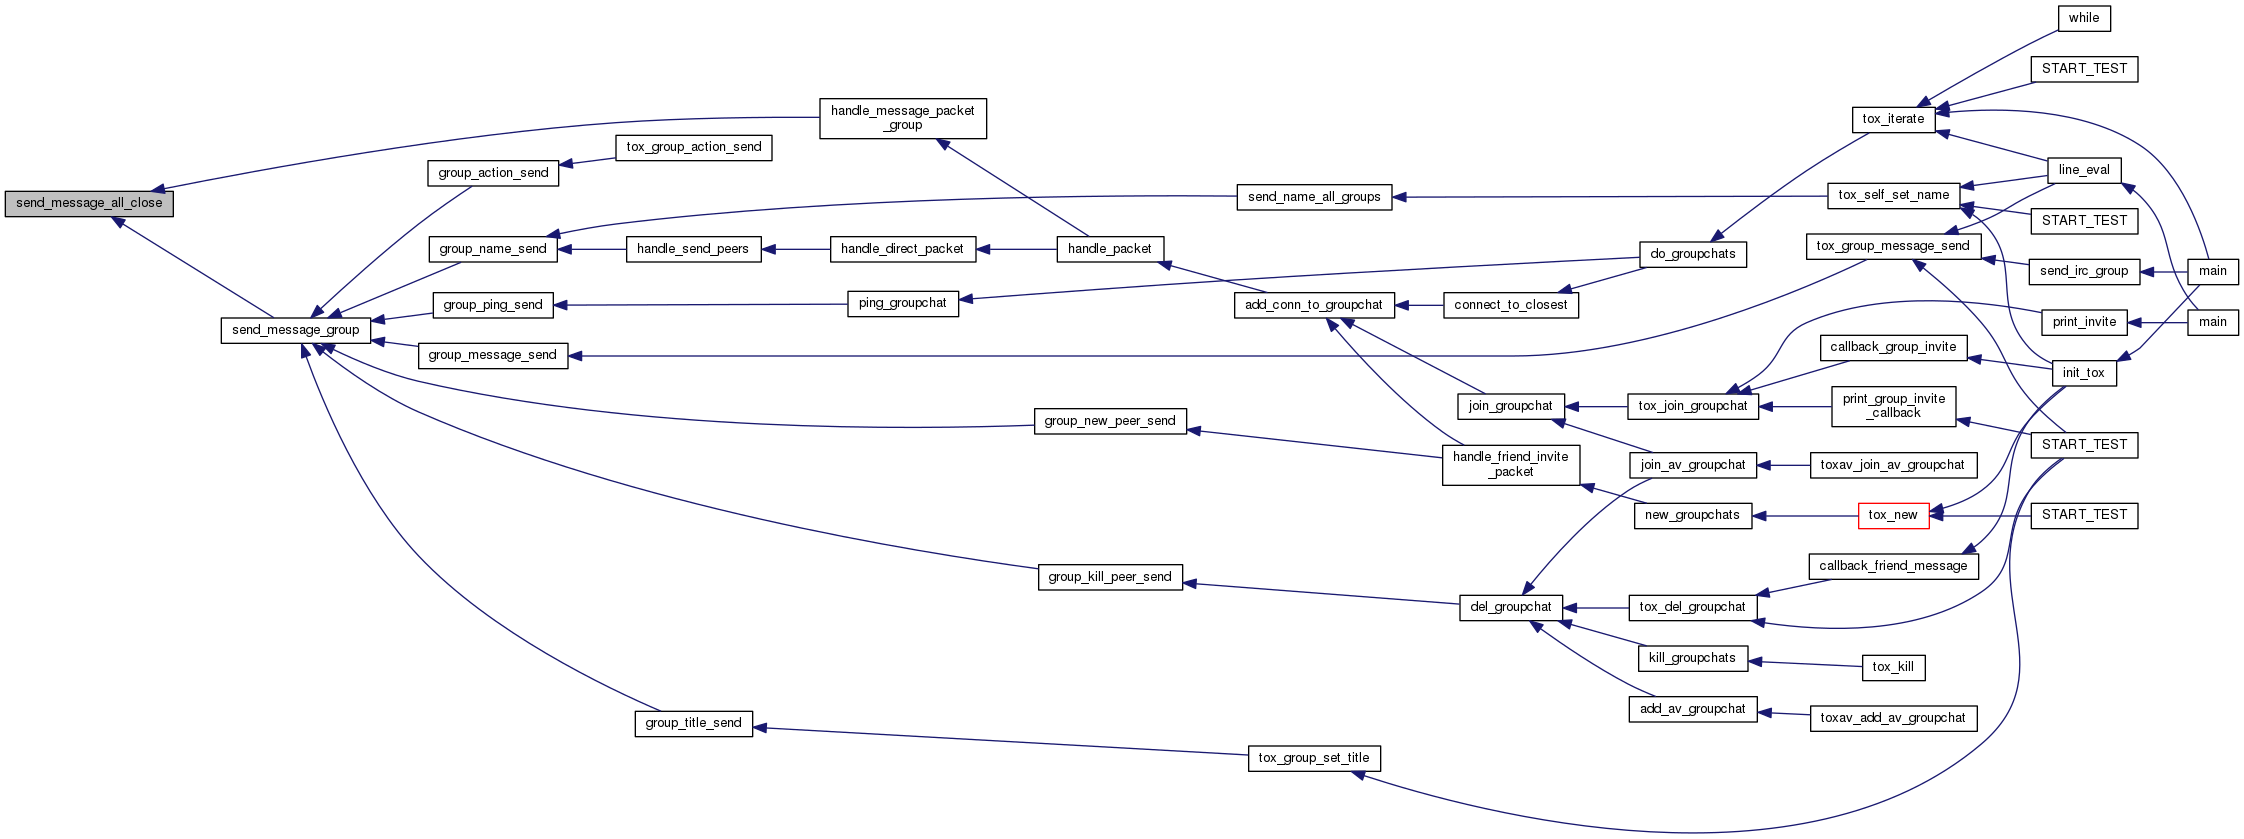 while
START_TEST
handle_message_packet
_group
tox_iterate
tox_group_action_send
group_action_send
line_eval
send_message_all_close
send_name_all_groups
tox_self_set_name
START_TEST
group_name_send
handle_send_peers
handle_direct_packet
handle_packet
do_groupchats
tox_group_message_send
send_irc_group
main
group_ping_send
ping_groupchat
add_conn_to_groupchat
connect_to_closest
send_message_group
print_invite
main
group_message_send
callback_group_invite
init_tox
group_new_peer_send
join_groupchat
tox_join_groupchat
print_group_invite
_callback
START_TEST
handle_friend_invite
_packet
join_av_groupchat
toxav_join_av_groupchat
new_groupchats
tox_new
START_TEST
group_kill_peer_send
callback_friend_message
del_groupchat
tox_del_groupchat
kill_groupchats
tox_kill
add_av_groupchat
toxav_add_av_groupchat
group_title_send
tox_group_set_title